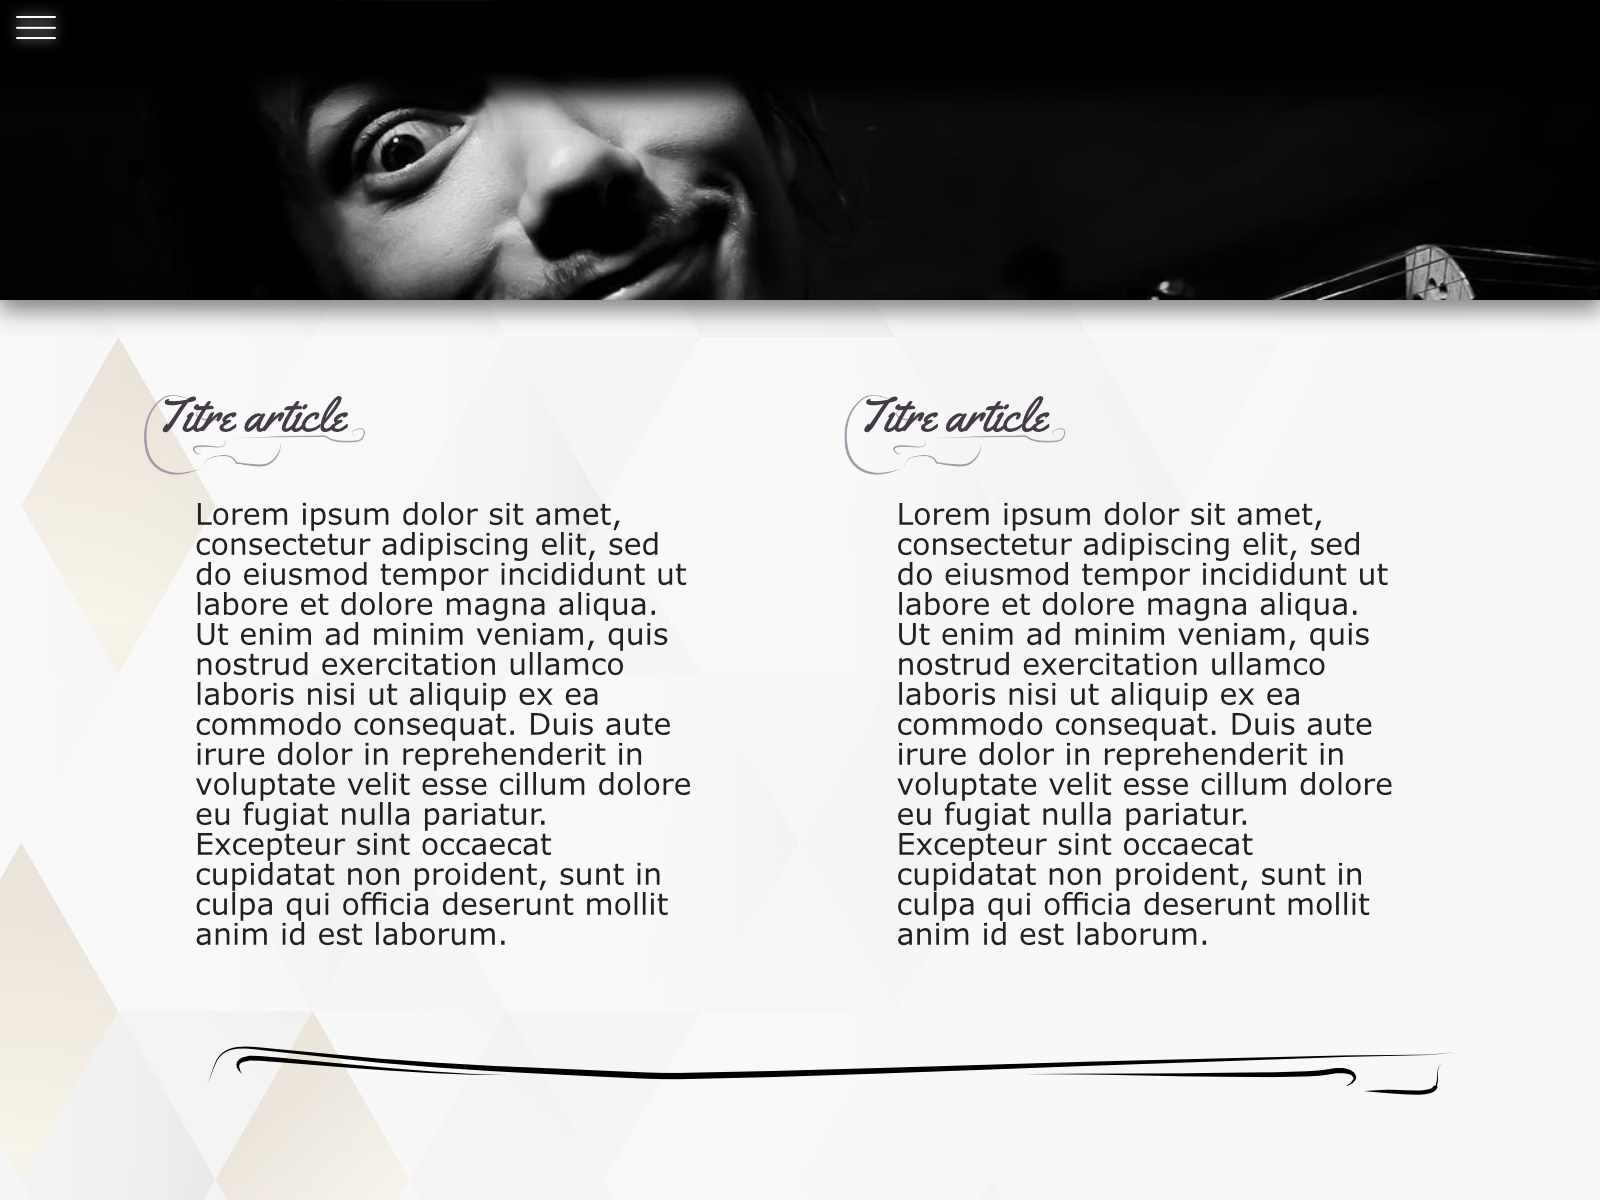 Titre article
Lorem ipsum dolor sit amet,
consectetur adipiscing elit, sed
do eiusmod tempor incididunt ut
labore et dolore magna aliqua.
Ut enim ad minim veniam, quis
nostrud exercitation ullamco
laboris nisi ut aliquip ex ea
commodo consequat. Duis aute
irure dolor in reprehenderit in
voluptate velit esse cillum dolore
eu fugiat nulla pariatur.
Excepteur sint occaecat
cupidatat non proident, sunt in
culpa qui officia deserunt mollit
anim id est laborum.
Titre article
Lorem ipsum dolor sit amet,
consectetur adipiscing elit, sed
do eiusmod tempor incididunt ut
labore et dolore magna aliqua.
Ut enim ad minim veniam, quis
nostrud exercitation ullamco
laboris nisi ut aliquip ex ea
commodo consequat. Duis aute
irure dolor in reprehenderit in
voluptate velit esse cillum dolore
eu fugiat nulla pariatur.
Excepteur sint occaecat
cupidatat non proident, sunt in
culpa qui officia deserunt mollit
anim id est laborum.